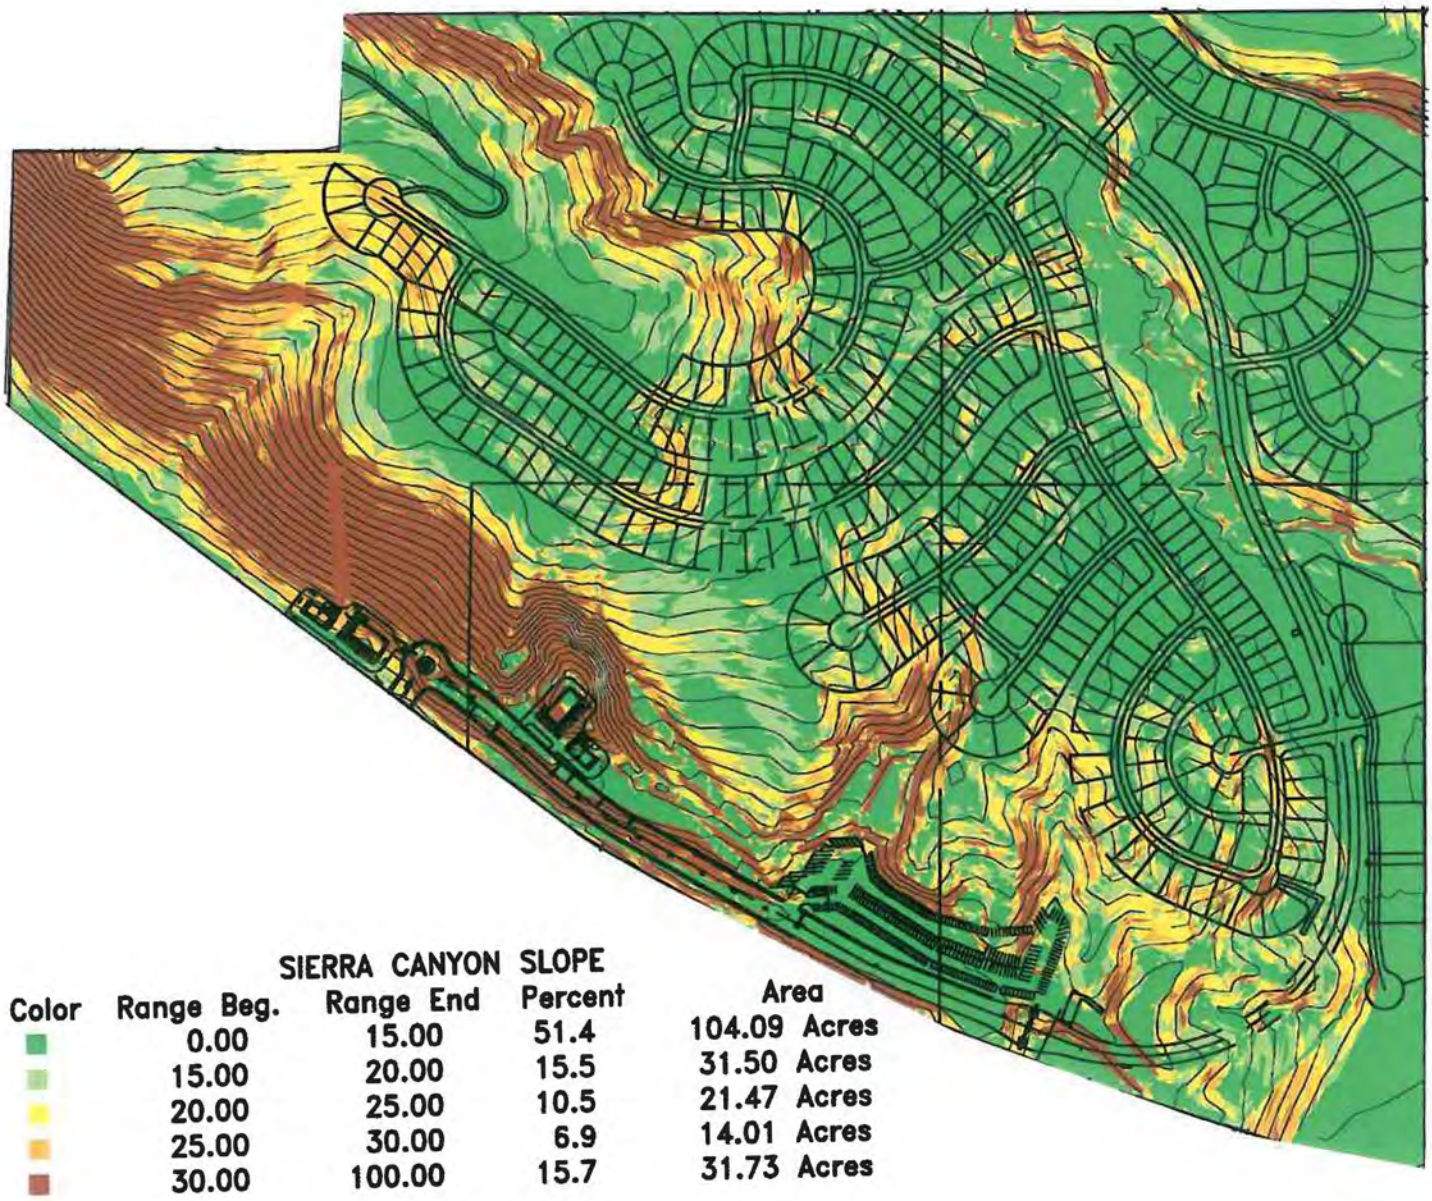 SIERRA CANYON SLOPE
Color Range Beg. Range End Percent Area
0.00 15.00 51.4 104.09 Acres
15.00 20.00 15.5 31.50 Acres
20.00 25.00 10.5 21.47 Acres
25.00 30.00 6.9 14.01 Acres
30.00 100.00 15.7 31.73 Acres